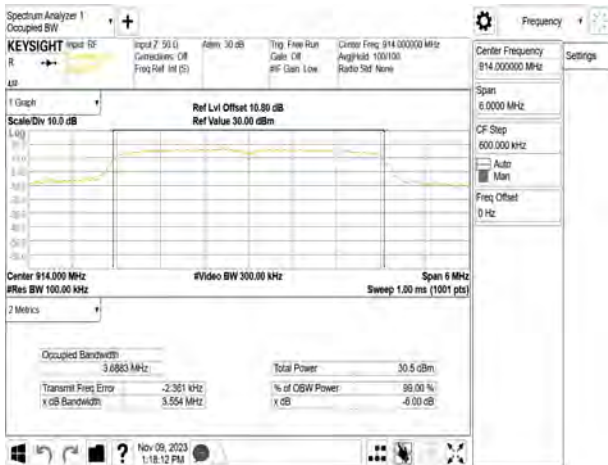 Spectrum Analyzer 1
Occupied BW
Frequency
KEYSIGHT Input: RF
R
Input Z: 50 Ω
Corrections: Off
Freq Ref: Int (S)
Atten: 30 dB
Trig: Free Run
Gate: Off
#IF Gain: Low
Center Freq: 914.000000 MHz
Avg|Hold: 100/100
Radio Std: None
Center Frequency
914.000000 MHz
Settings
Span
6.0000 MHz
CF Step
600.000 kHz
Auto
Man
Freq Offset
0 Hz
1 Graph
Scale/Div 10.0 dB
Log
Ref Lvl Offset 10.80 dB
Ref Value 30.00 dBm
Center 914.000 MHz
#Res BW 100.00 kHz
#Video BW 300.00 kHz
Span 6 MHz
Sweep 1.00 ms (1001 pts)
2 Metrics
Occupied Bandwidth
3.6883 MHz
Total Power
30.5 dBm
Transmit Freq Error
-2.361 kHz
% of OBW Power
99.00 %
x dB Bandwidth
3.554 MHz
x dB
-6.00 dB
?
Nov 09, 2023
1:18:12 PM